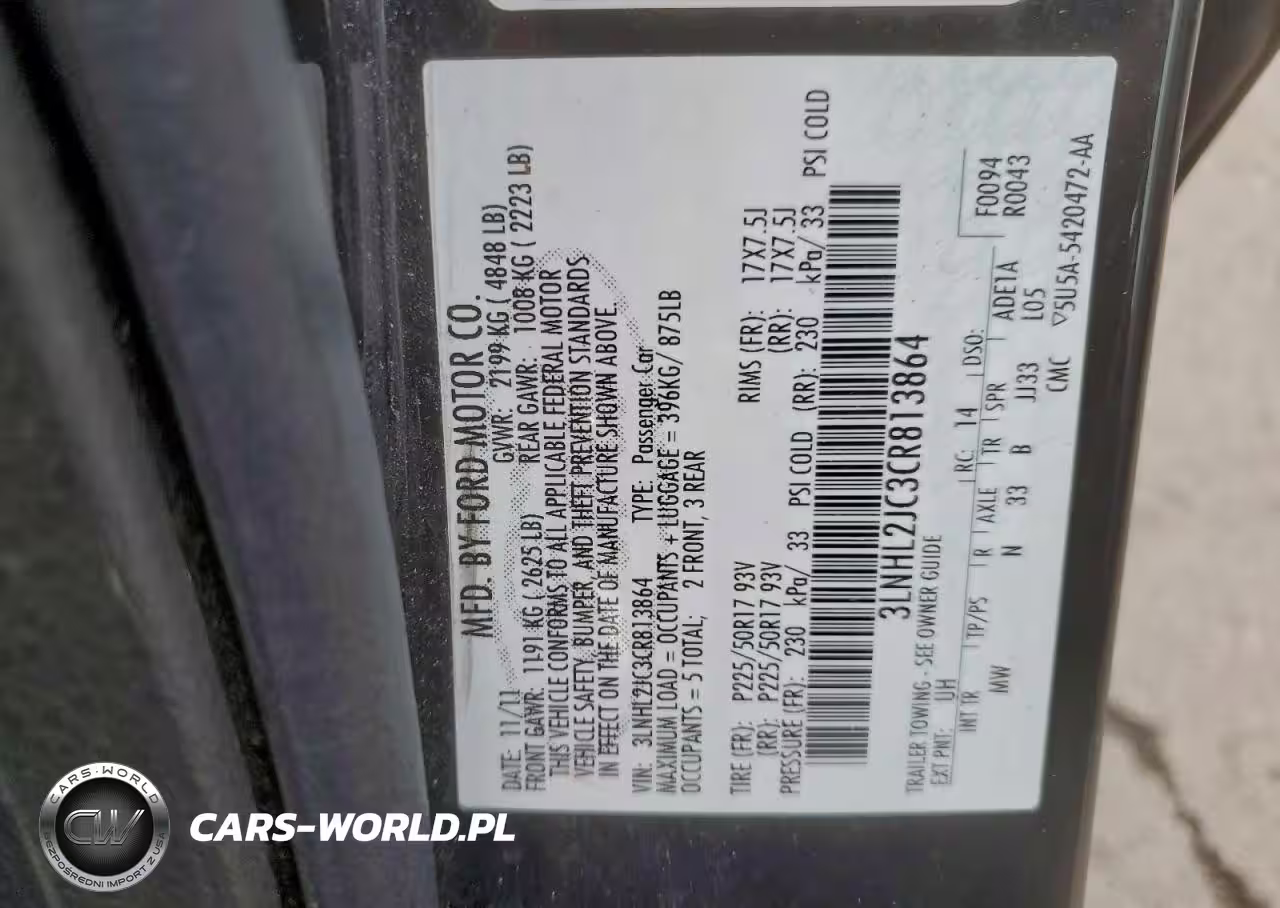 MFD. BY FORD MOTOR CO.
DATE: 11/11 GVWR: 2199 KG ( 4848 LB)
FRONT GAWR: 1191 KG ( 2625 LB) REAR GAWR: 1008 KG ( 2223 LB)
THIS VEHICLE CONFORMS TO ALL APPLICABLE FEDERAL MOTOR
VEHICLE SAFETY, BUMPER, AND THEFT PREVENTION STANDARDS
IN EFFECT ON THE DATE OF MANUFACTURE SHOWN ABOVE.
VIN: 3LNHL2JC3CR813864 TYPE: Passenger Car
MAXIMUM LOAD = OCCUPANTS + LUGGAGE = 396KG/ 875LB
OCCUPANTS = 5 TOTAL; 2 FRONT, 3 REAR
TIRE (FR): P225/50R17 93V RIMS (FR): 17X7.5J
(RR): P225/50R17 93V (RR): 17X7.5J
PRESSURE (FR): 230 kPa/ 33 PSI COLD (RR): 230 kPa/ 33 PSI COLD
3LNHL2JC3CR813864
TRAILER TOWING - SEE OWNER GUIDE
EXT PNT: UH RC: 14 DSO: F0094
INT TR TP/PS R AXLE TR SPR ADE1A R0043
MW N 33 B JJ33 L05
CMC ▽5U5A-5420472-AA
CARS-WORLD
CW
BEZPOŚREDNI IMPORT Z USA
CARS-WORLD.PL